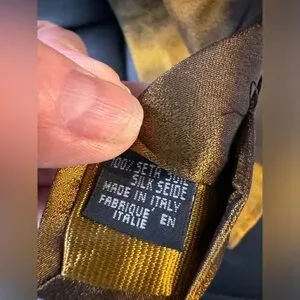 100% SETA SOIE
SILK SEIDE
MADE IN ITALY
FABRIQUE EN
ITALIE